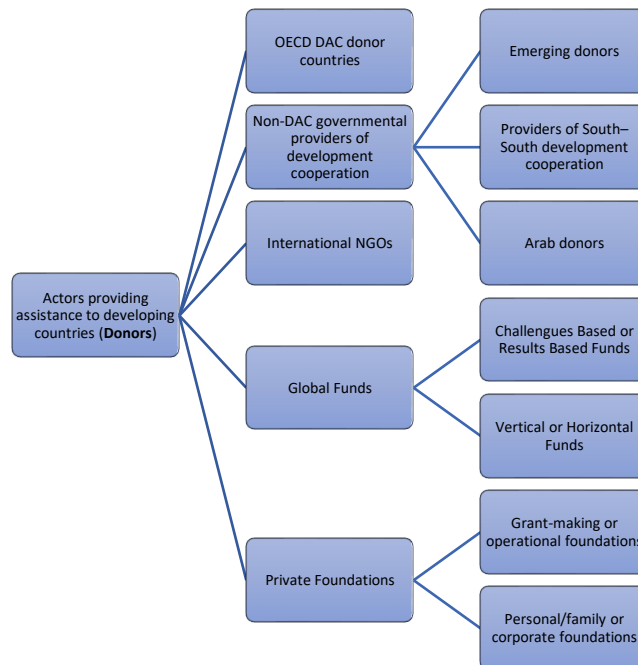 OECD DAC donor
countries
Non-DAC governmental
providers of
development
cooperation
Emerging donors
Providers of South–
South development
cooperation
Arab donors
International NGOs
Actors providing
assistance to developing
countries (Donors)
Global Funds
Challengues Based or
Results Based Funds
Vertical or Horizontal
Funds
Private Foundations
Grant-making or
operational foundations
Personal/family or
corporate foundations